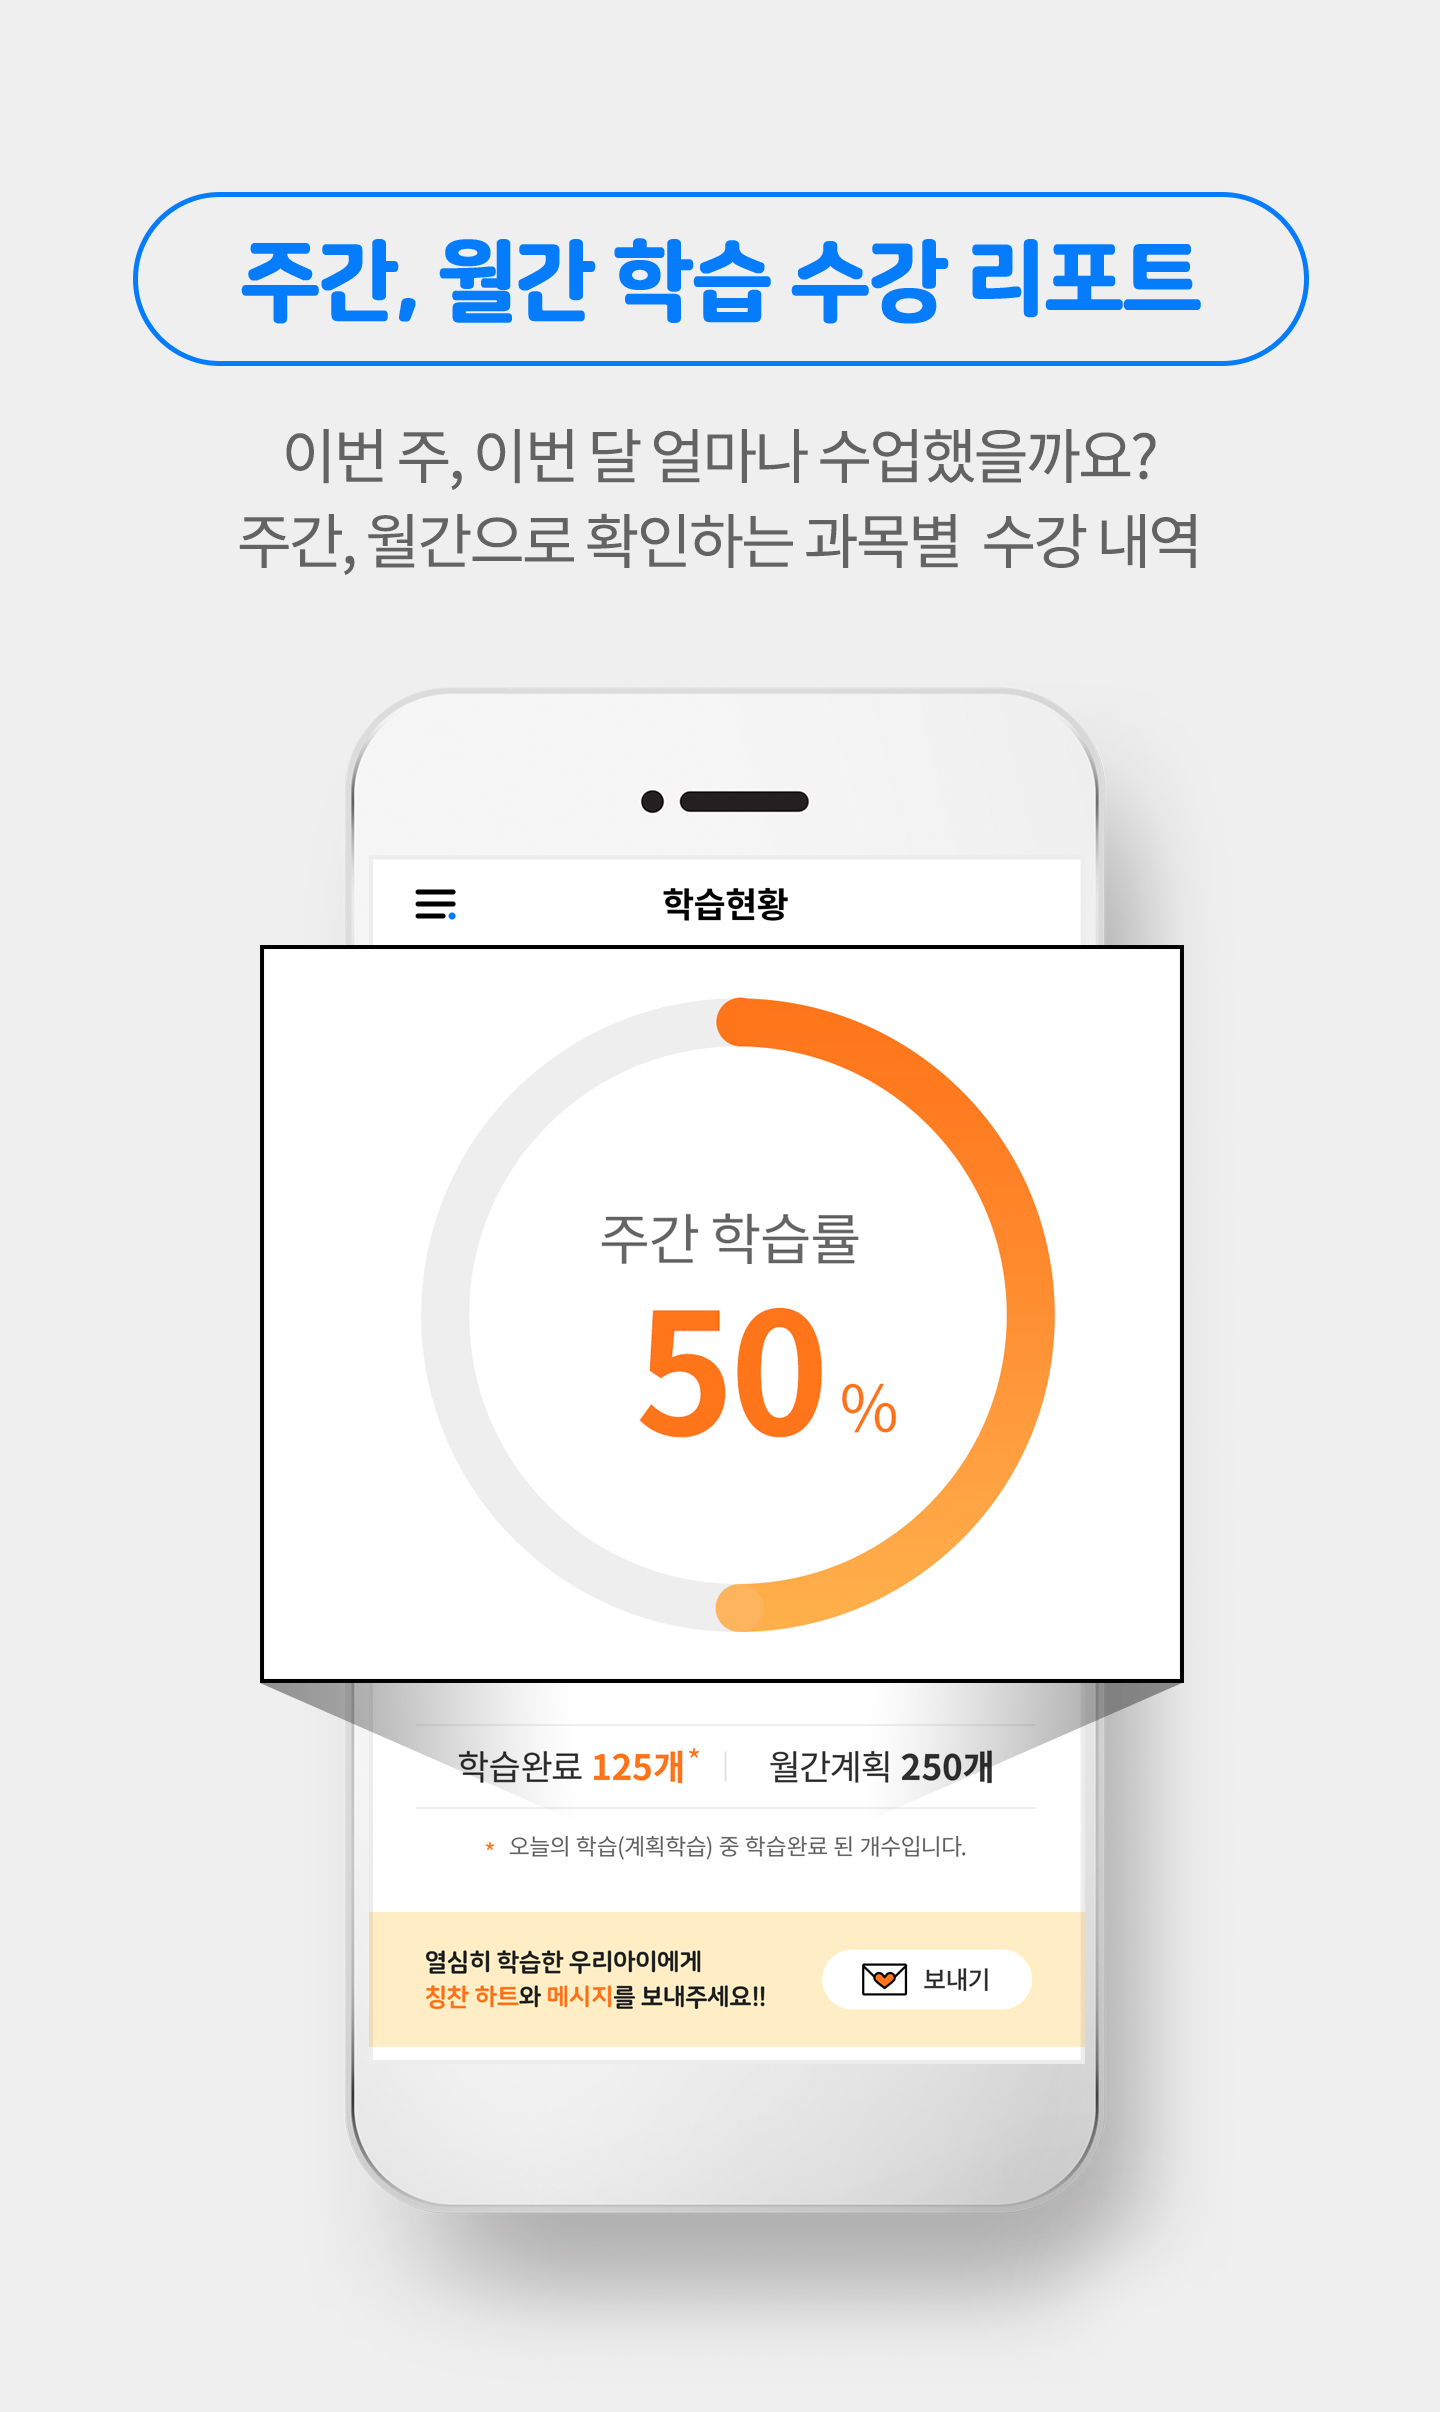 주간, 월간 학습 수강 리포트
이번 주, 이번 달 얼마나 수업했을까요?
주간, 월간으로 확인하는 과목별 수강 내역
학습현황
주간 학습률
50 %
학습완료 125개* | 월간계획 250개
* 오늘의 학습(계획학습) 중 학습완료 된 개수입니다.
열심히 학습한 우리아이에게
칭찬 하트와 메시지를 보내주세요!!
보내기